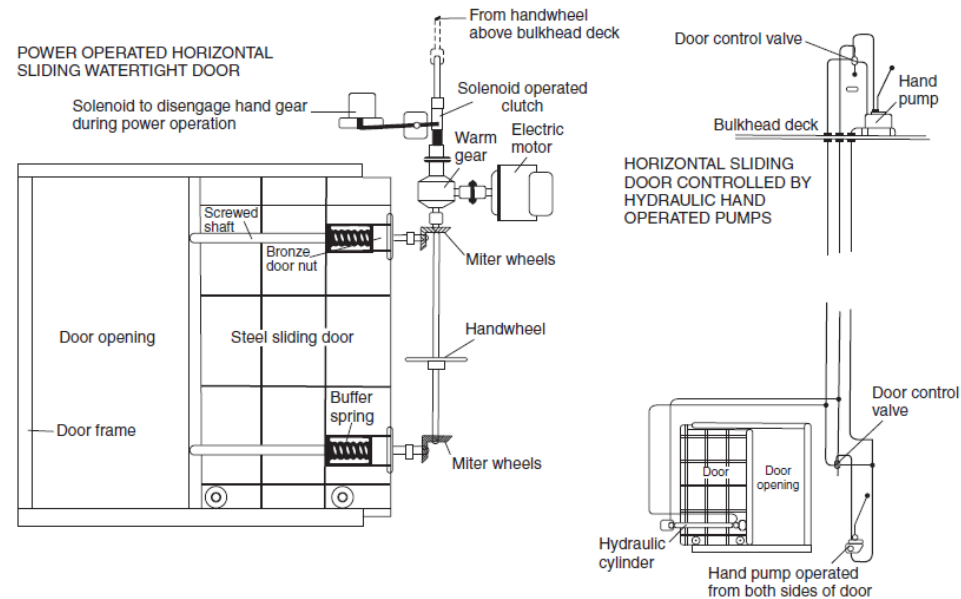 POWER OPERATED HORIZONTAL
SLIDING WATERTIGHT DOOR
From handwheel
above bulkhead deck
Solenoid to disengage hand gear
during power operation
Solenoid operated
clutch
Warm
gear
Electric
motor
Screwed
shaft
Bronze
door nut
Miter wheels
Door opening
Steel sliding door
Handwheel
Buffer
spring
Door frame
Miter wheels
Door control valve
Hand
pump
Bulkhead deck
HORIZONTAL SLIDING
DOOR CONTROLLED BY
HYDRAULIC HAND
OPERATED PUMPS
Door control
valve
Door
Door
opening
Hydraulic
cylinder
Hand pump operated
from both sides of door